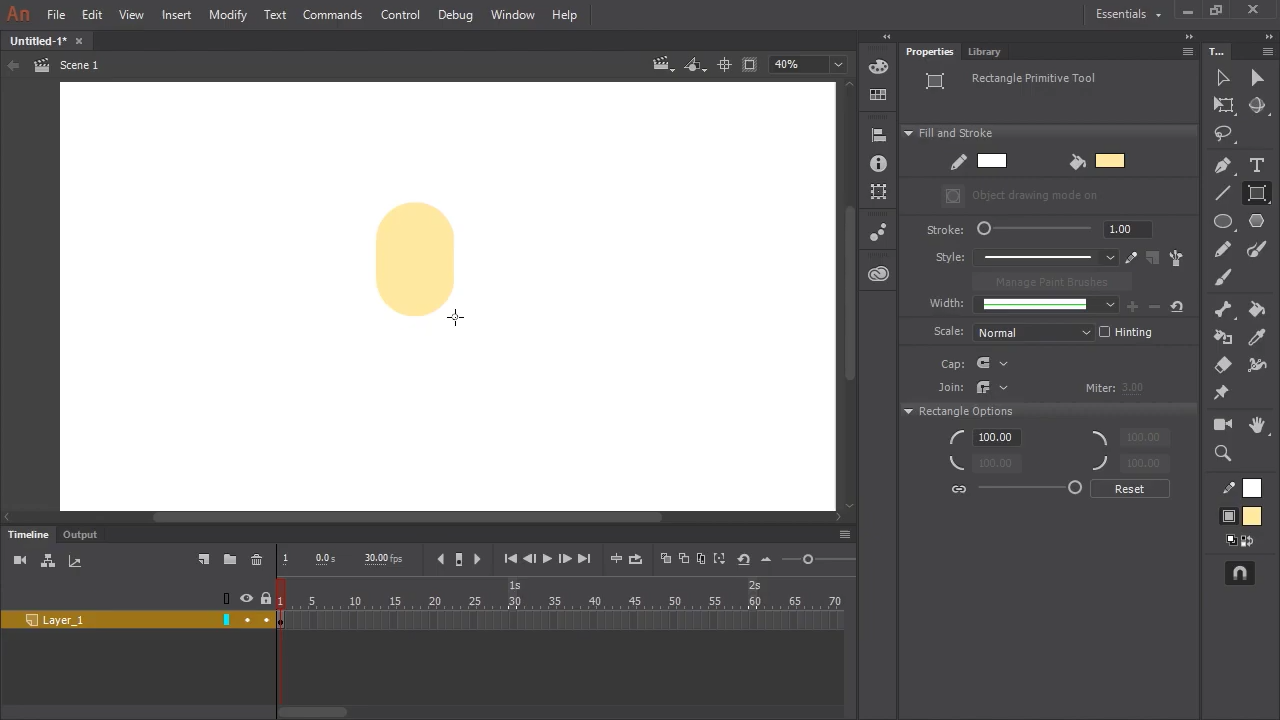 An File Edit View Insert Modify Text Commands Control Debug Window Help Essentials
Untitled-1* ×
Scene 1 40%
Properties Library T...
Rectangle Primitive Tool
Fill and Stroke
Object drawing mode on
Stroke: 1.00
Style:
Manage Paint Brushes
Width:
Scale: Normal Hinting
Cap:
Join: Miter: 3.00
Rectangle Options
100.00 100.00
100.00 100.00
Reset
Timeline Output
1 0.0 s 30.00 fps
1s 2s
1 5 10 15 20 25 30 35 40 45 50 55 60 65 70
Layer_1